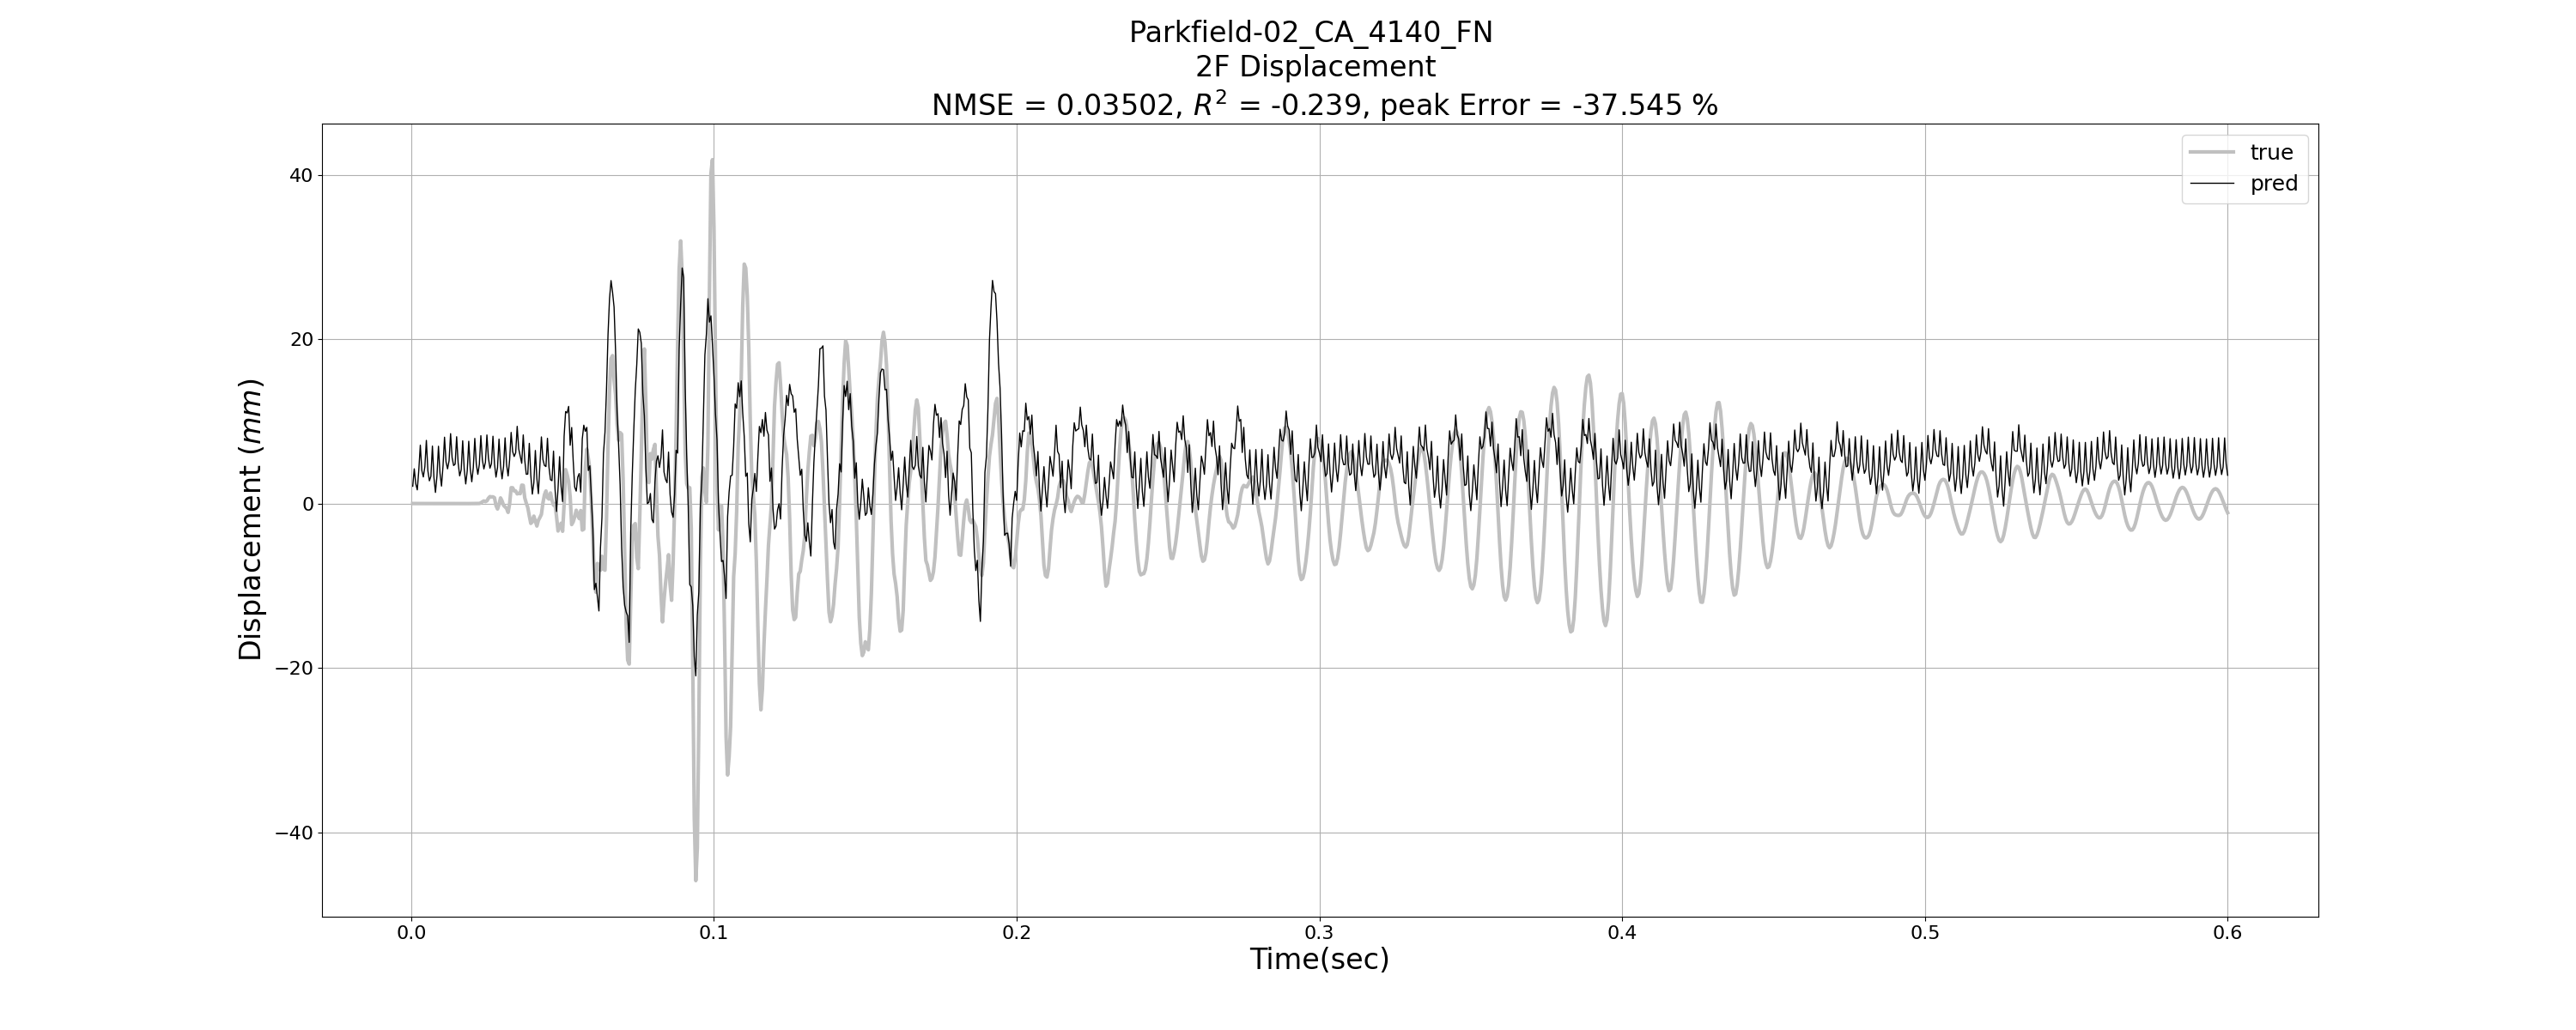 Parkfield-02_CA_4140_FN
2F Displacement
NMSE = 0.03502, R² = -0.239, peak Error = -37.545 %
true
pred
Displacement (mm)
40
20
0
−20
−40
0.0 0.1 0.2 0.3 0.4 0.5 0.6
Time(sec)